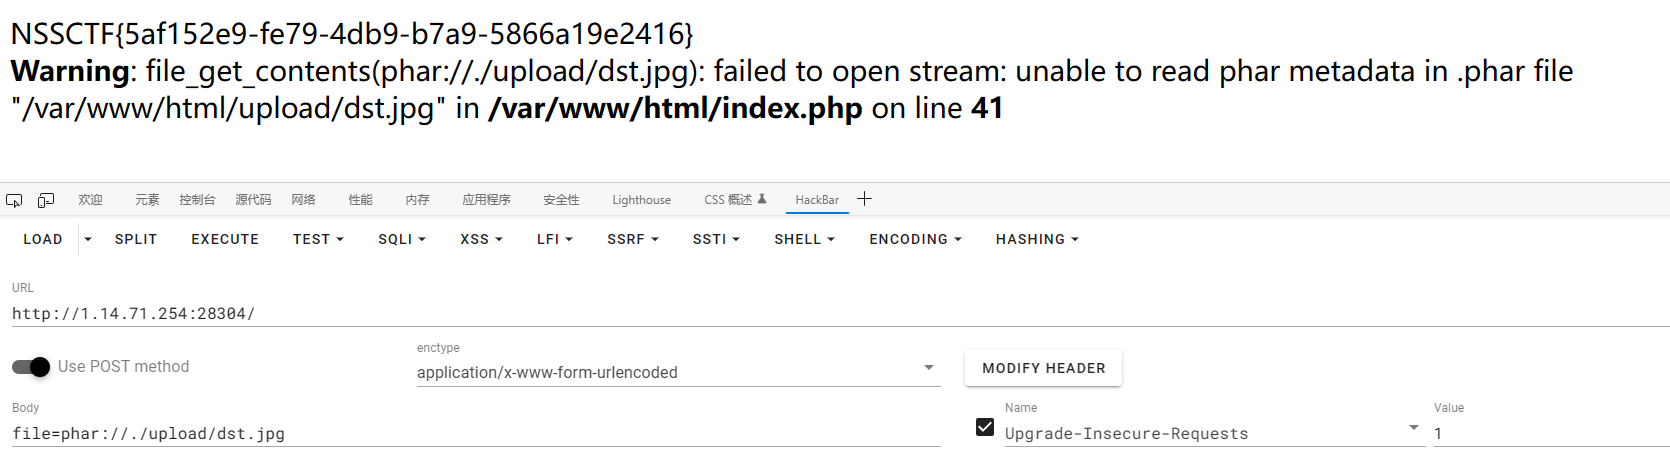 NSSCTF{5af152e9-fe79-4db9-b7a9-5866a19e2416}
Warning: file_get_contents(phar://./upload/dst.jpg): failed to open stream: unable to read phar metadata in .phar file
"/var/www/html/upload/dst.jpg" in /var/www/html/index.php on line 41
欢迎 元素 控制台 源代码 网络 性能 内存 应用程序 安全性 Lighthouse CSS 概述 HackBar
LOAD SPLIT EXECUTE TEST SQLI XSS LFI SSRF SSTI SHELL ENCODING HASHING
URL
http://1.14.71.254:28304/
enctype
Use POST method application/x-www-form-urlencoded MODIFY HEADER
Body Name Value
file=phar://./upload/dst.jpg Upgrade-Insecure-Requests 1